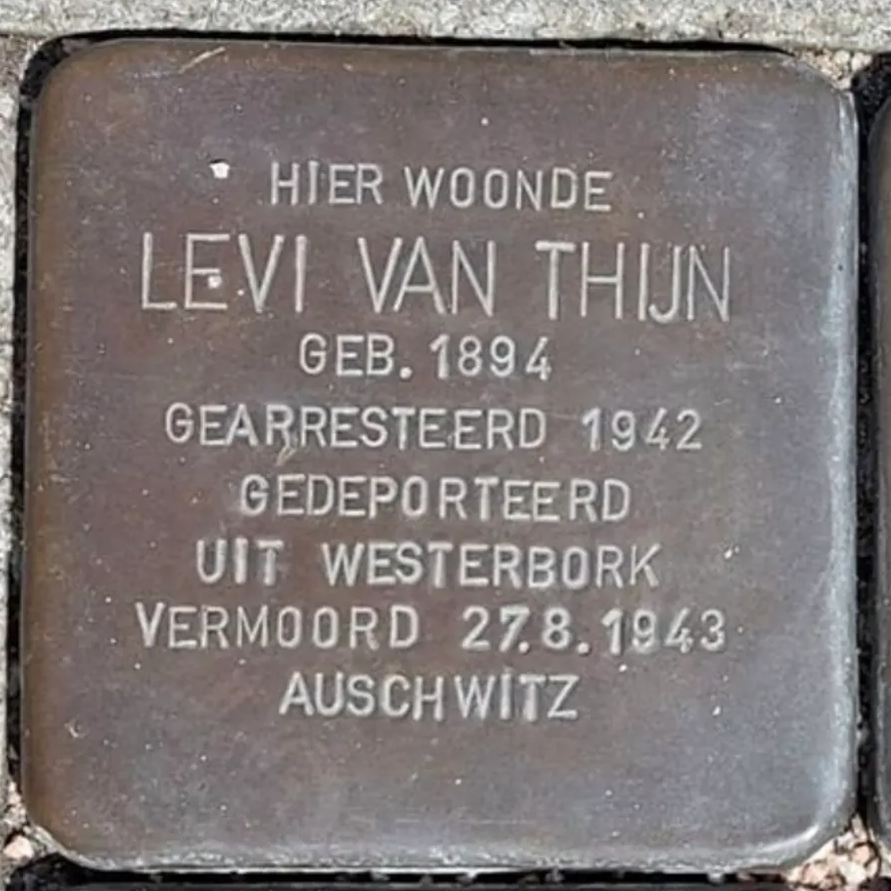 HIER WOONDE
LEVI VAN THIJN
GEB. 1894
GEARRESTEERD 1942
GEDEPORTEERD
UIT WESTERBORK
VERMOORD 27.8.1943
AUSCHWITZ